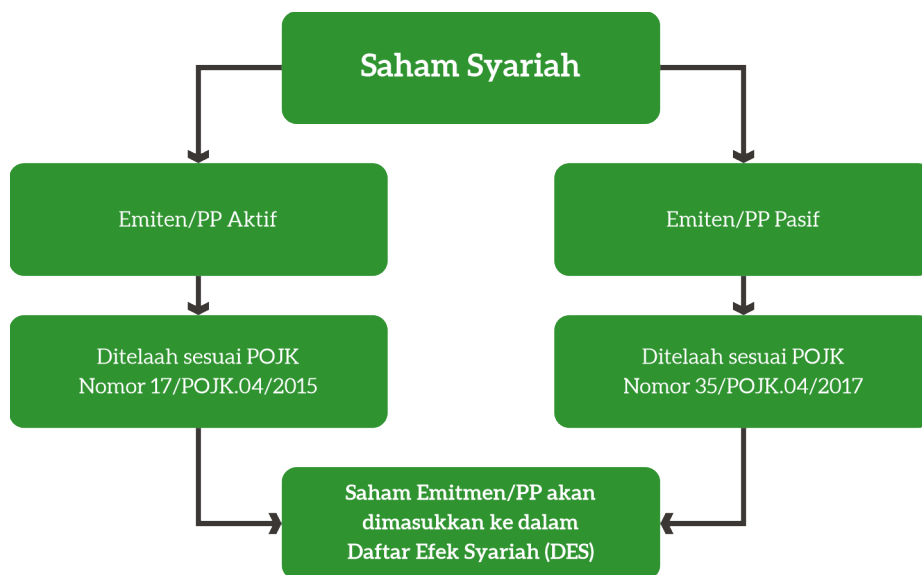 Saham Syariah
Emiten/PP Aktif
Emiten/PP Pasif
Ditelaah sesuai POJK
Nomor 17/POJK.04/2015
Ditelaah sesuai POJK
Nomor 35/POJK.04/2017
Saham Emitmen/PP akan
dimasukkan ke dalam
Daftar Efek Syariah (DES)